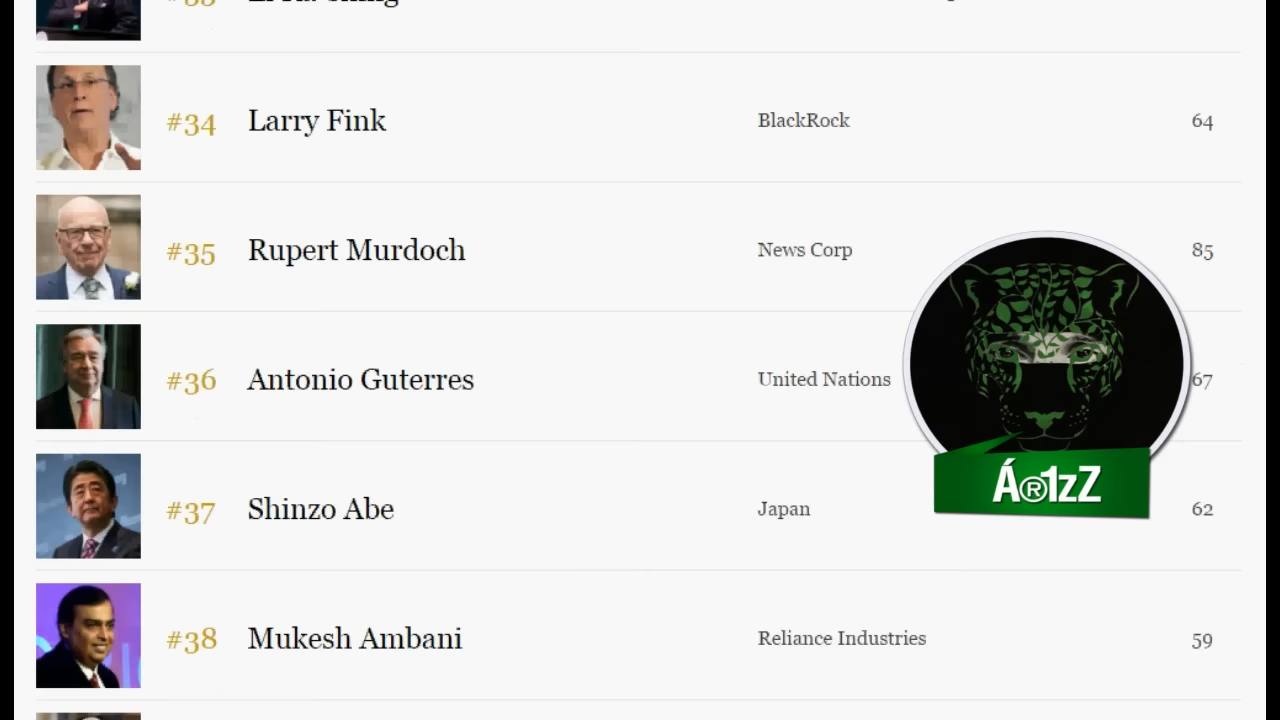 #34 Larry Fink BlackRock 64
#35 Rupert Murdoch News Corp 85
#36 Antonio Guterres United Nations 67
#37 Shinzo Abe Japan 62
Á®1zZ
#38 Mukesh Ambani Reliance Industries 59